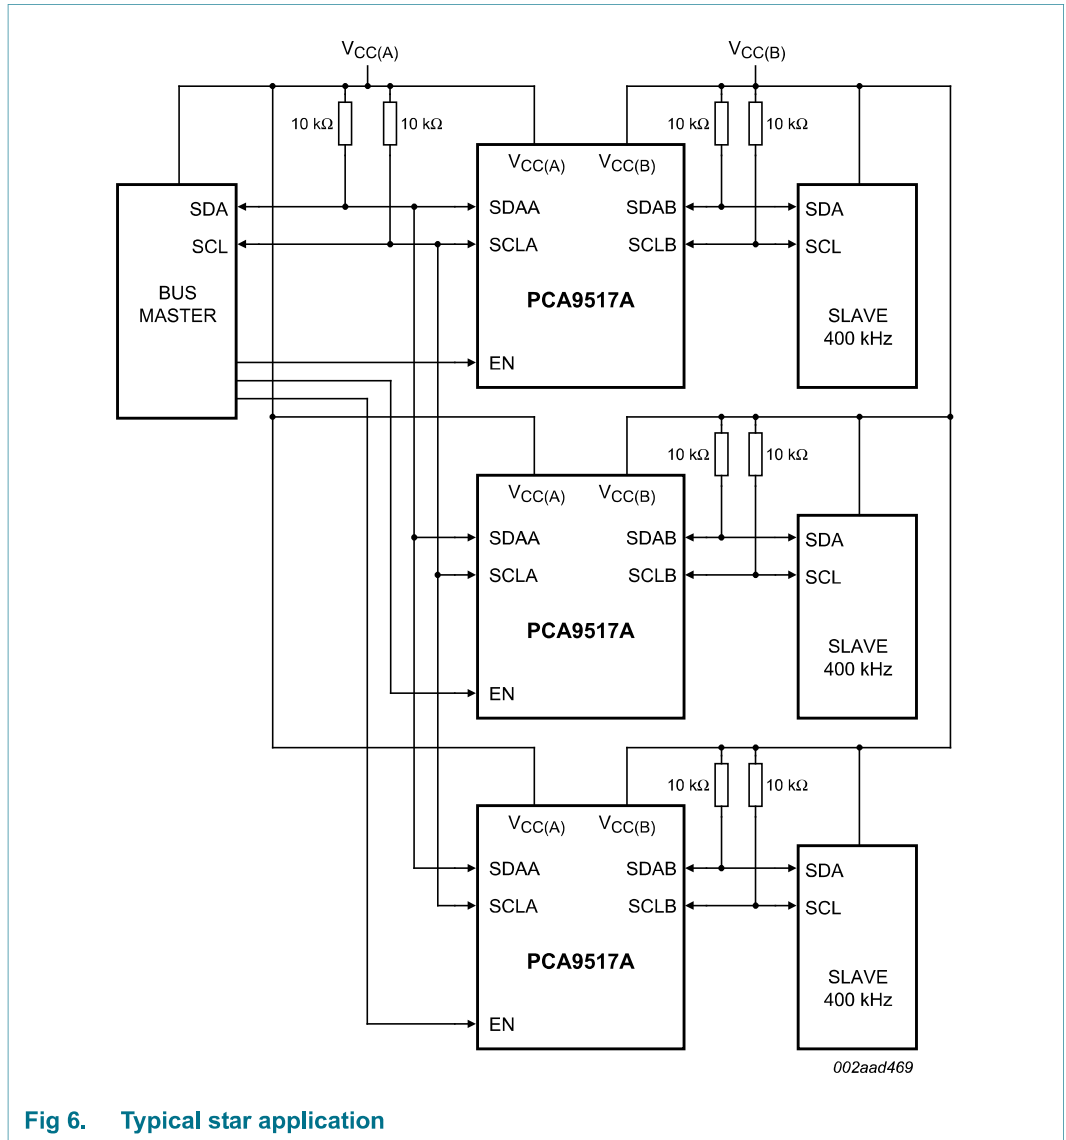 VCC(A) VCC(B)
10 kΩ 10 kΩ 10 kΩ 10 kΩ
VCC(A) VCC(B)
SDA SDAA SDAB SDA
SCL SCLA SCLB SCL
BUS
MASTER
PCA9517A
SLAVE
400 kHz
EN
10 kΩ 10 kΩ
VCC(A) VCC(B)
SDAA SDAB SDA
SCLA SCLB SCL
PCA9517A
SLAVE
400 kHz
EN
10 kΩ 10 kΩ
VCC(A) VCC(B)
SDAA SDAB SDA
SCLA SCLB SCL
PCA9517A
SLAVE
400 kHz
EN
002aad469
Fig 6. Typical star application